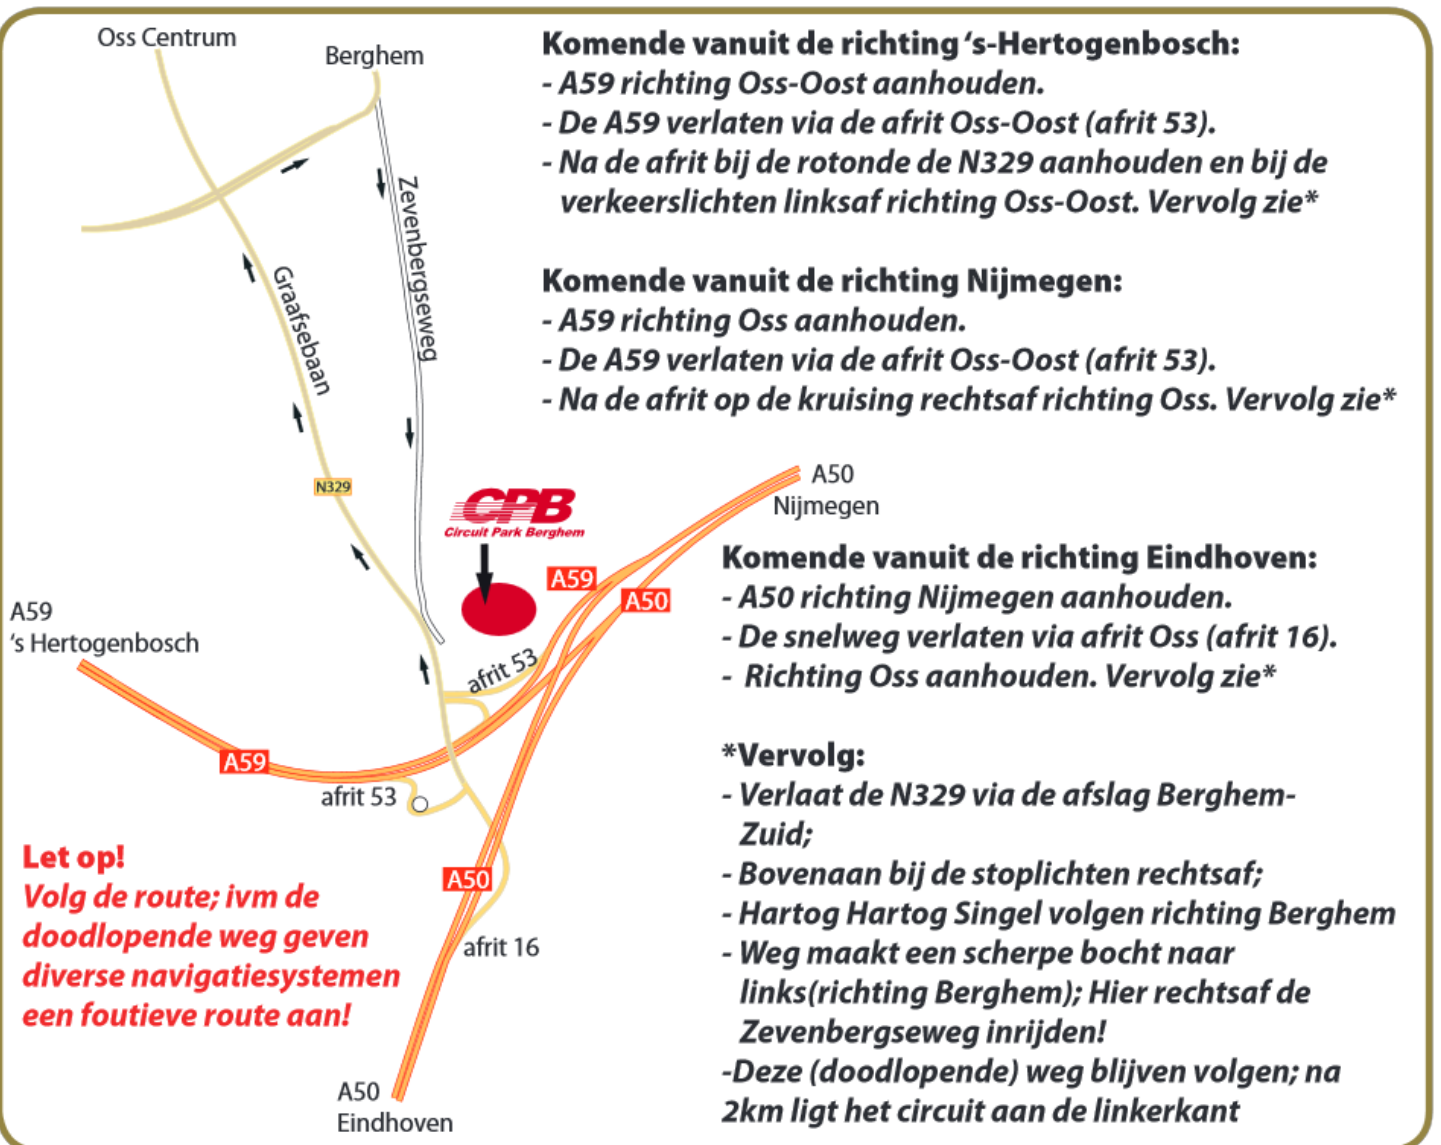 Oss Centrum
Berghem
Zevenbergseweg
Graafsebaan
N329
CPB
Circuit Park Berghem
A50
Nijmegen
A59
A50
A59
's Hertogenbosch
afrit 53
A59
afrit 53
A50
afrit 16
A50
Eindhoven
Let op!
Volg de route; ivm de
doodlopende weg geven
diverse navigatiesystemen
een foutieve route aan!
Komende vanuit de richting ‘s-Hertogenbosch:
- A59 richting Oss-Oost aanhouden.
- De A59 verlaten via de afrit Oss-Oost (afrit 53).
- Na de afrit bij de rotonde de N329 aanhouden en bij de
verkeerslichten linksaf richting Oss-Oost. Vervolg zie*
Komende vanuit de richting Nijmegen:
- A59 richting Oss aanhouden.
- De A59 verlaten via de afrit Oss-Oost (afrit 53).
- Na de afrit op de kruising rechtsaf richting Oss. Vervolg zie*
Komende vanuit de richting Eindhoven:
- A50 richting Nijmegen aanhouden.
- De snelweg verlaten via afrit Oss (afrit 16).
- Richting Oss aanhouden. Vervolg zie*
*Vervolg:
- Verlaat de N329 via de afslag Berghem-
Zuid;
- Bovenaan bij de stoplichten rechtsaf;
- Hartog Hartog Singel volgen richting Berghem
- Weg maakt een scherpe bocht naar
links(richting Berghem); Hier rechtsaf de
Zevenbergseweg inrijden!
-Deze (doodlopende) weg blijven volgen; na
2km ligt het circuit aan de linkerkant